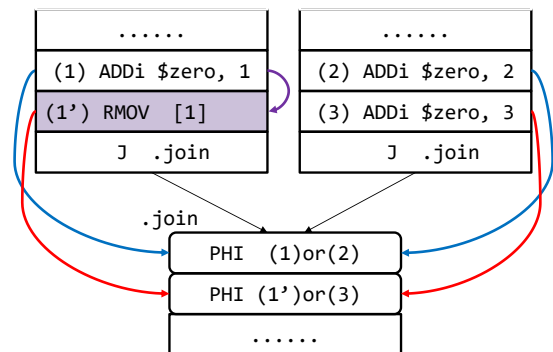 ......
(1) ADDi $zero, 1
(1’) RMOV [1]
J .join
......
(2) ADDi $zero, 2
(3) ADDi $zero, 3
J .join
.join
PHI (1)or(2)
PHI (1’)or(3)
......